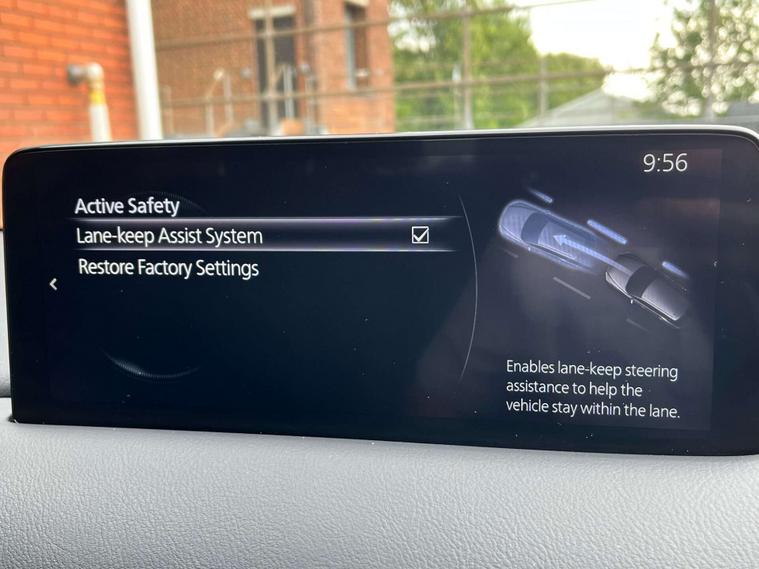 9:56
Active Safety
Lane-keep Assist System
Restore Factory Settings
Enables lane-keep steering
assistance to help the
vehicle stay within the lane.